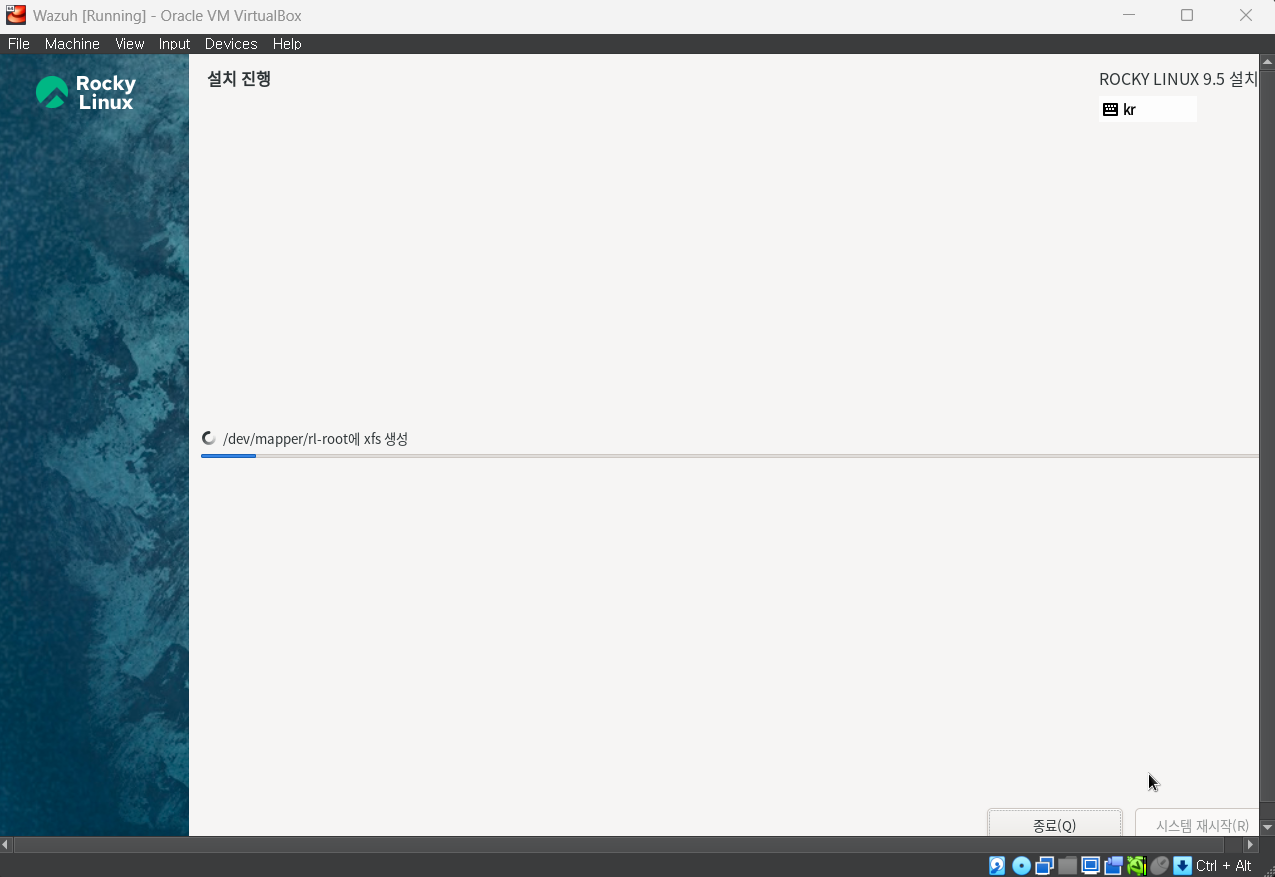 Wazuh [Running] - Oracle VM VirtualBox
File Machine View Input Devices Help
Rocky
Linux
설치 진행
ROCKY LINUX 9.5 설치
kr
/dev/mapper/rl-root에 xfs 생성
종료(Q)
시스템 재시작(R)
Ctrl + Alt